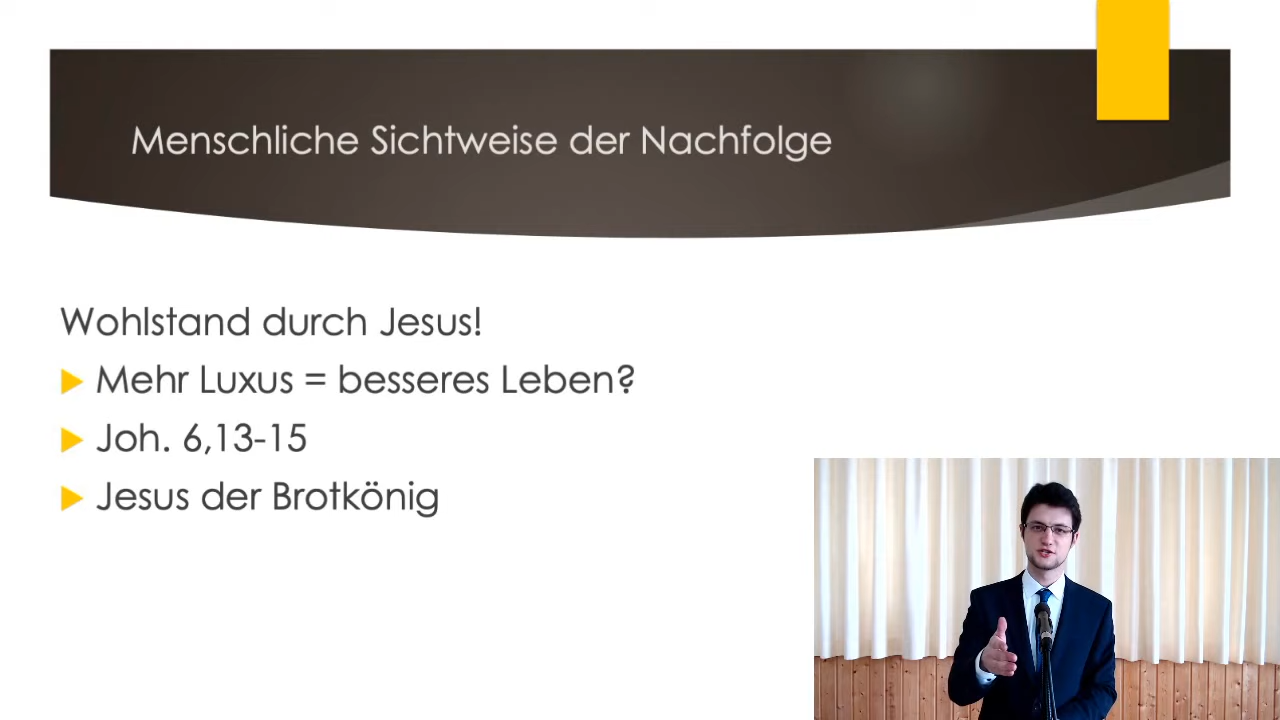 Menschliche Sichtweise der Nachfolge
Wohlstand durch Jesus!
Mehr Luxus = besseres Leben?
Joh. 6,13-15
Jesus der Brotkönig